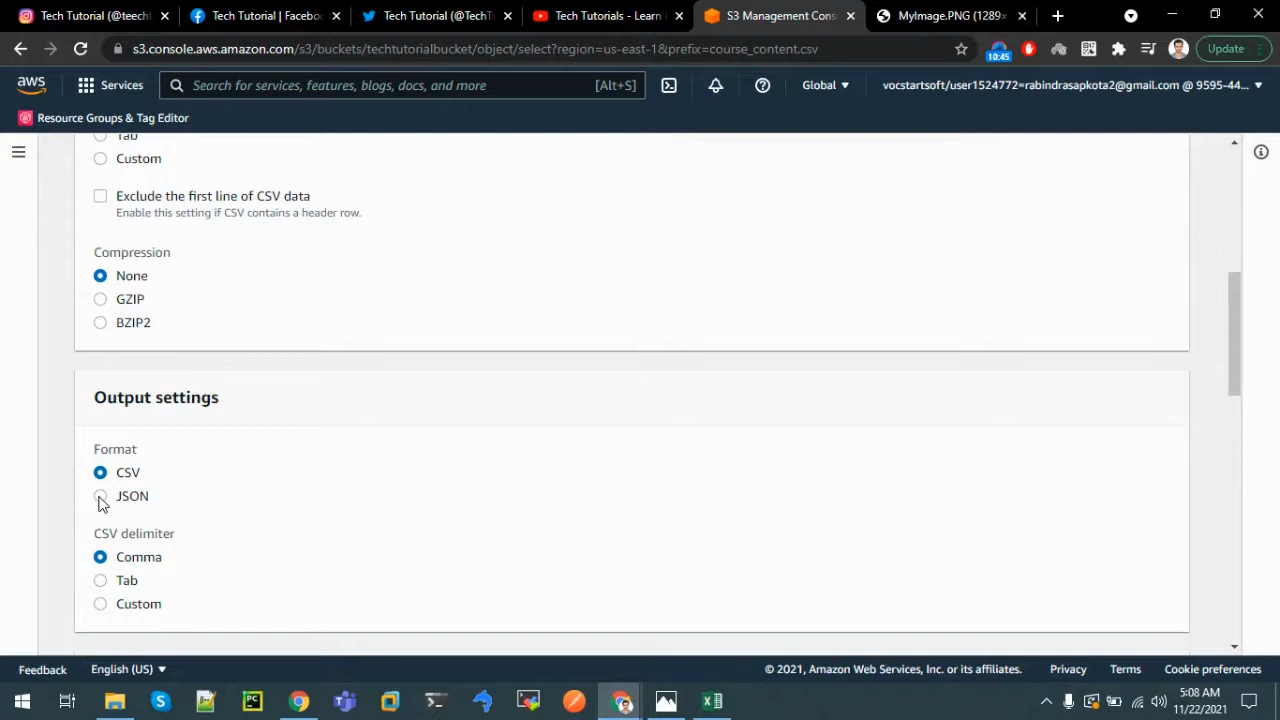 Tech Tutorial (@teecht
Tech Tutorial | Facebo
Tech Tutorial (@TechT
Tech Tutorials - Learn
S3 Management Cons
MyImage.PNG (1289×
s3.console.aws.amazon.com/s3/buckets/techtutorialbucket/object/select?region=us-east-1&prefix=course_content.csv
10:45
Update
aws
Services
Search for services, features, blogs, docs, and more
[Alt+S]
Global
vocstartsoft/user1524772=rabindrasapkota2@gmail.com @ 9595-44...
Resource Groups & Tag Editor
Tab
Custom
Exclude the first line of CSV data
Enable this setting if CSV contains a header row.
Compression
None
GZIP
BZIP2
Output settings
Format
CSV
JSON
CSV delimiter
Comma
Tab
Custom
Feedback
English (US)
© 2021, Amazon Web Services, Inc. or its affiliates.
Privacy
Terms
Cookie preferences
5:08 AM
11/22/2021